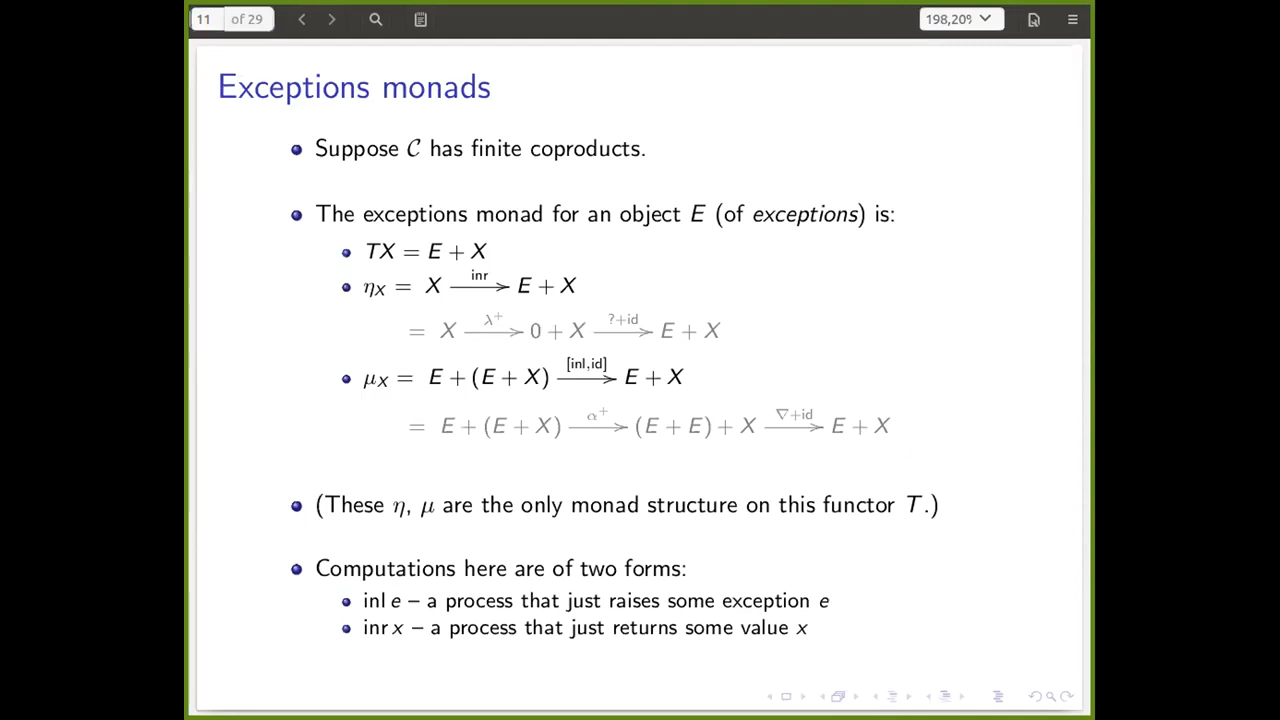 11 of 29
198,20%
Exceptions monads
• Suppose 𝒞 has finite coproducts.
• The exceptions monad for an object E (of exceptions) is:
• TX = E + X
• η_X = X —inr→ E + X
= X —λ⁺→ 0 + X —?+id→ E + X
• μ_X = E + (E + X) —[inl,id]→ E + X
= E + (E + X) —α⁺→ (E + E) + X —∇+id→ E + X
• (These η, μ are the only monad structure on this functor T.)
• Computations here are of two forms:
• inl e – a process that just raises some exception e
• inr x – a process that just returns some value x